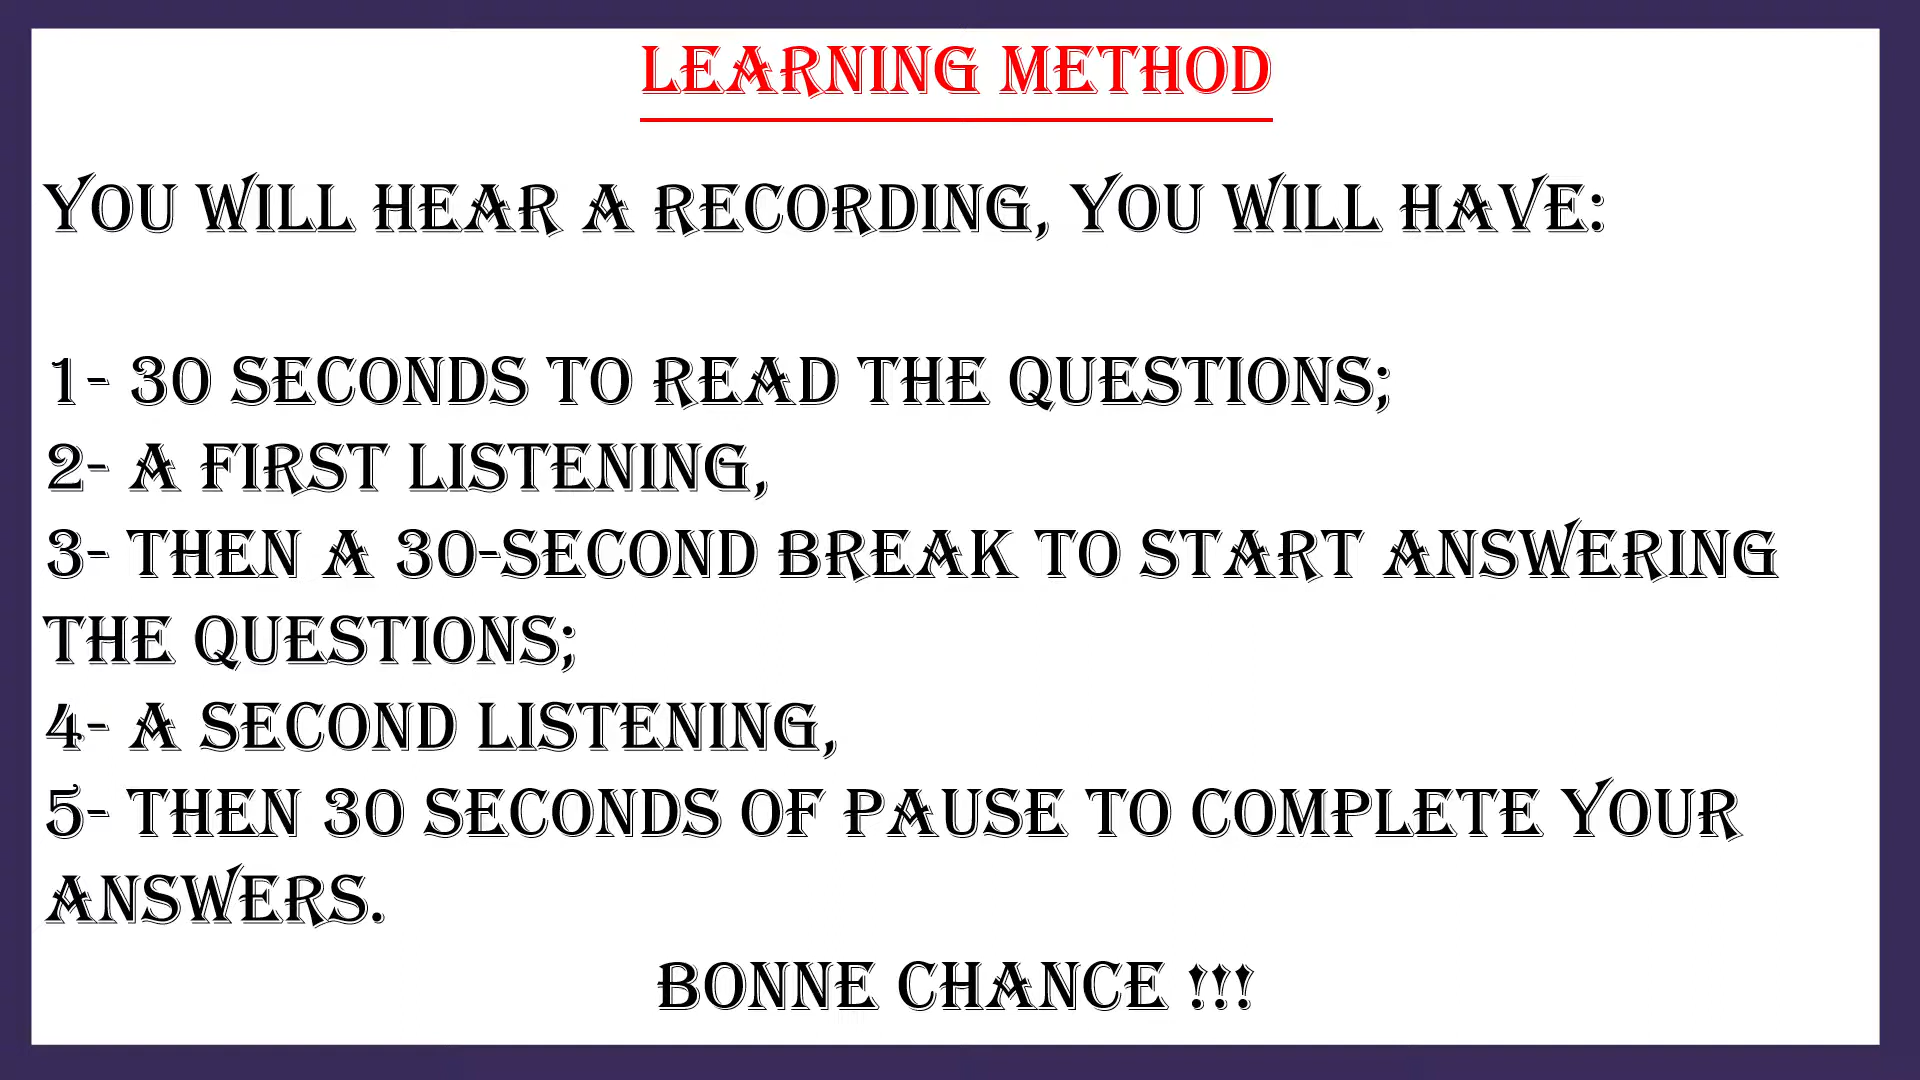 LEARNING METHOD
YOU WILL HEAR A RECORDING, YOU WILL HAVE:
1- 30 SECONDS TO READ THE QUESTIONS;
2- A FIRST LISTENING,
3- THEN A 30-SECOND BREAK TO START ANSWERING
THE QUESTIONS;
4- A SECOND LISTENING,
5- THEN 30 SECONDS OF PAUSE TO COMPLETE YOUR
ANSWERS.
BONNE CHANCE !!!